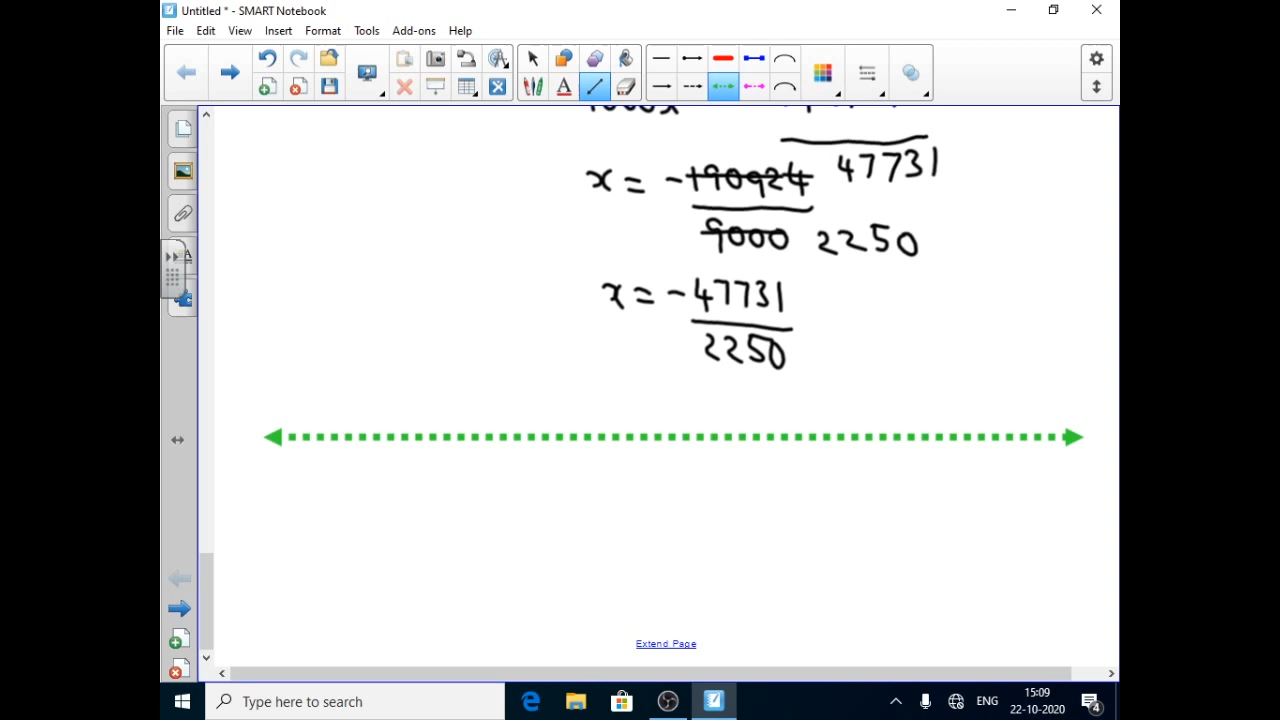 Untitled * - SMART Notebook
File Edit View Insert Format Tools Add-ons Help
47731
x = -190924
9000 2250
x = -47731
2250
Extend Page
Type here to search
ENG
15:09
22-10-2020
4